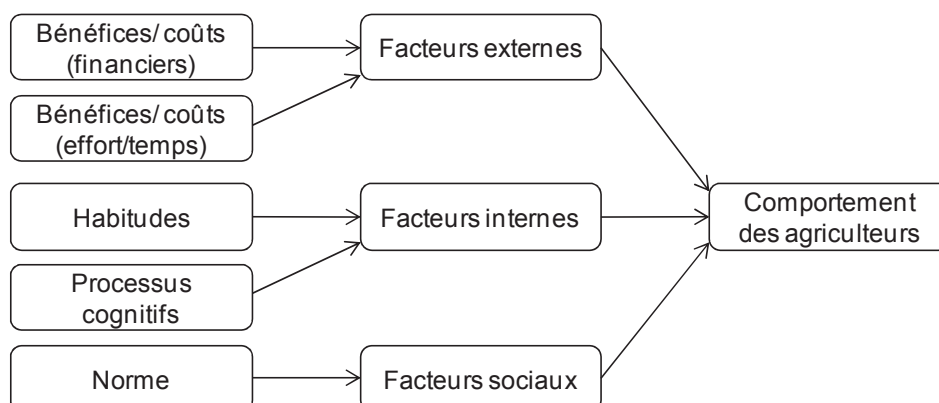 Bénéfices/ coûts
(financiers)
Facteurs externes
Bénéfices/ coûts
(effort/temps)
Habitudes
Facteurs internes
Comportement
des agriculteurs
Processus
cognitifs
Norme
Facteurs sociaux